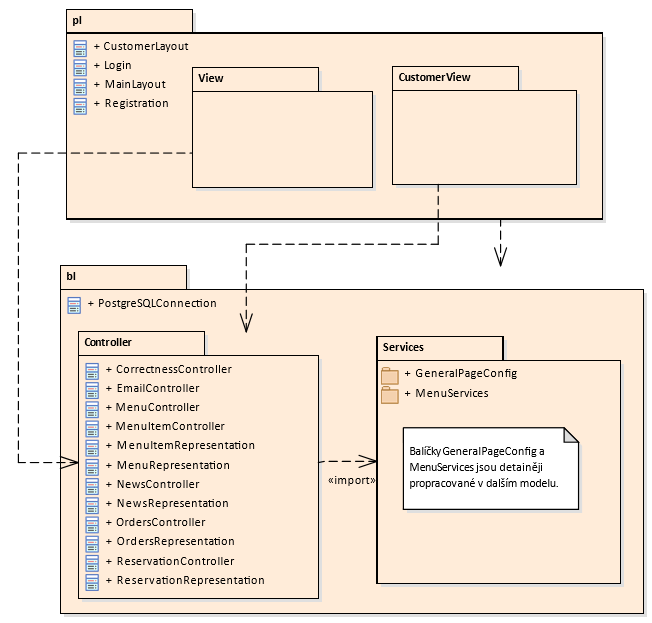 pl
+ CustomerLayout
+ Login
+ MainLayout
+ Registration
View
CustomerView
bl
+ PostgreSQLConnection
Controller
+ CorrectnessController
+ EmailController
+ MenuController
+ MenuItemController
+ MenuItemRepresentation
+ MenuRepresentation
+ NewsController
+ NewsRepresentation
+ OrdersController
+ OrdersRepresentation
+ ReservationController
+ ReservationRepresentation
«import»
Services
+ GeneralPageConfig
+ MenuServices
Balíčky GeneralPageConfig a
MenuServices jsou detainěji
propracované v dalším modelu.